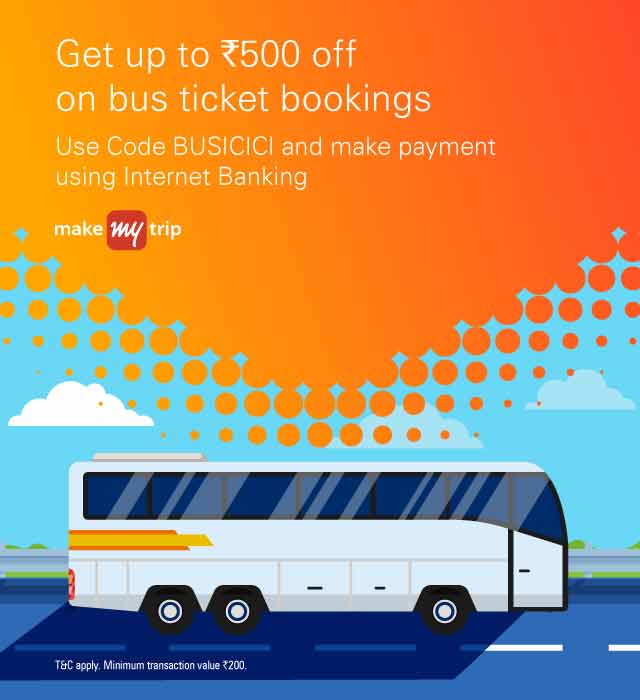 Get up to ₹500 off
on bus ticket bookings
Use Code BUSICICI and make payment
using Internet Banking
make my trip
T&C apply. Minimum transaction value ₹200.